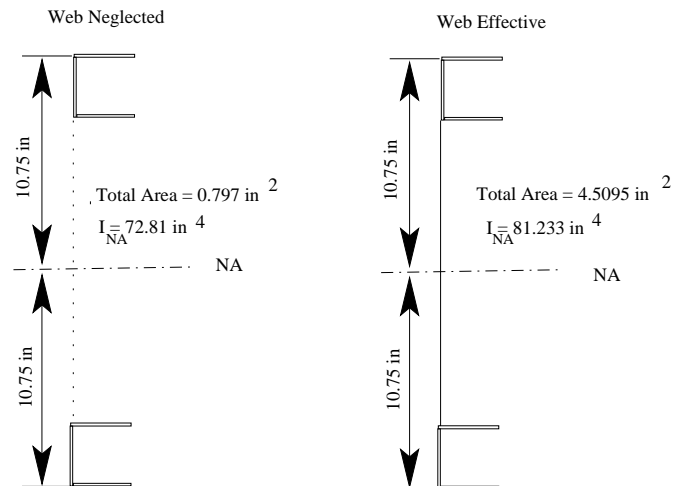 Web Neglected
Web Effective
10.75 in
10.75 in
Total Area = 0.797 in 2
I = 72.81 in 4
NA
NA
10.75 in
10.75 in
Total Area = 4.5095 in 2
I = 81.233 in 4
NA
NA